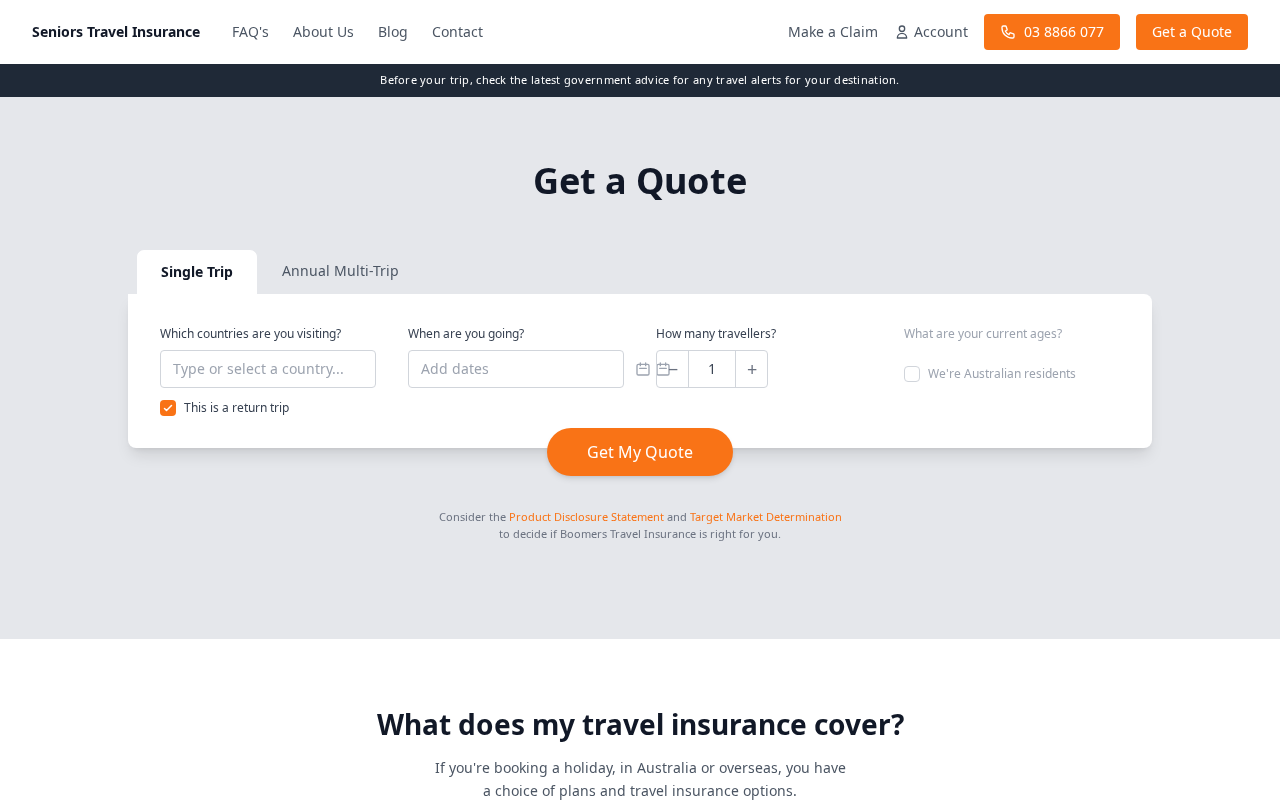 Seniors Travel Insurance FAQ's About Us Blog Contact Make a Claim Account 03 8866 077 Get a Quote
Before your trip, check the latest government advice for any travel alerts for your destination.
Get a Quote
Single Trip Annual Multi-Trip
Which countries are you visiting? When are you going? How many travellers? What are your current ages?
Type or select a country... Add dates − 1 + We're Australian residents
This is a return trip
Get My Quote
Consider the Product Disclosure Statement and Target Market Determination
to decide if Boomers Travel Insurance is right for you.
What does my travel insurance cover?
If you're booking a holiday, in Australia or overseas, you have
a choice of plans and travel insurance options.